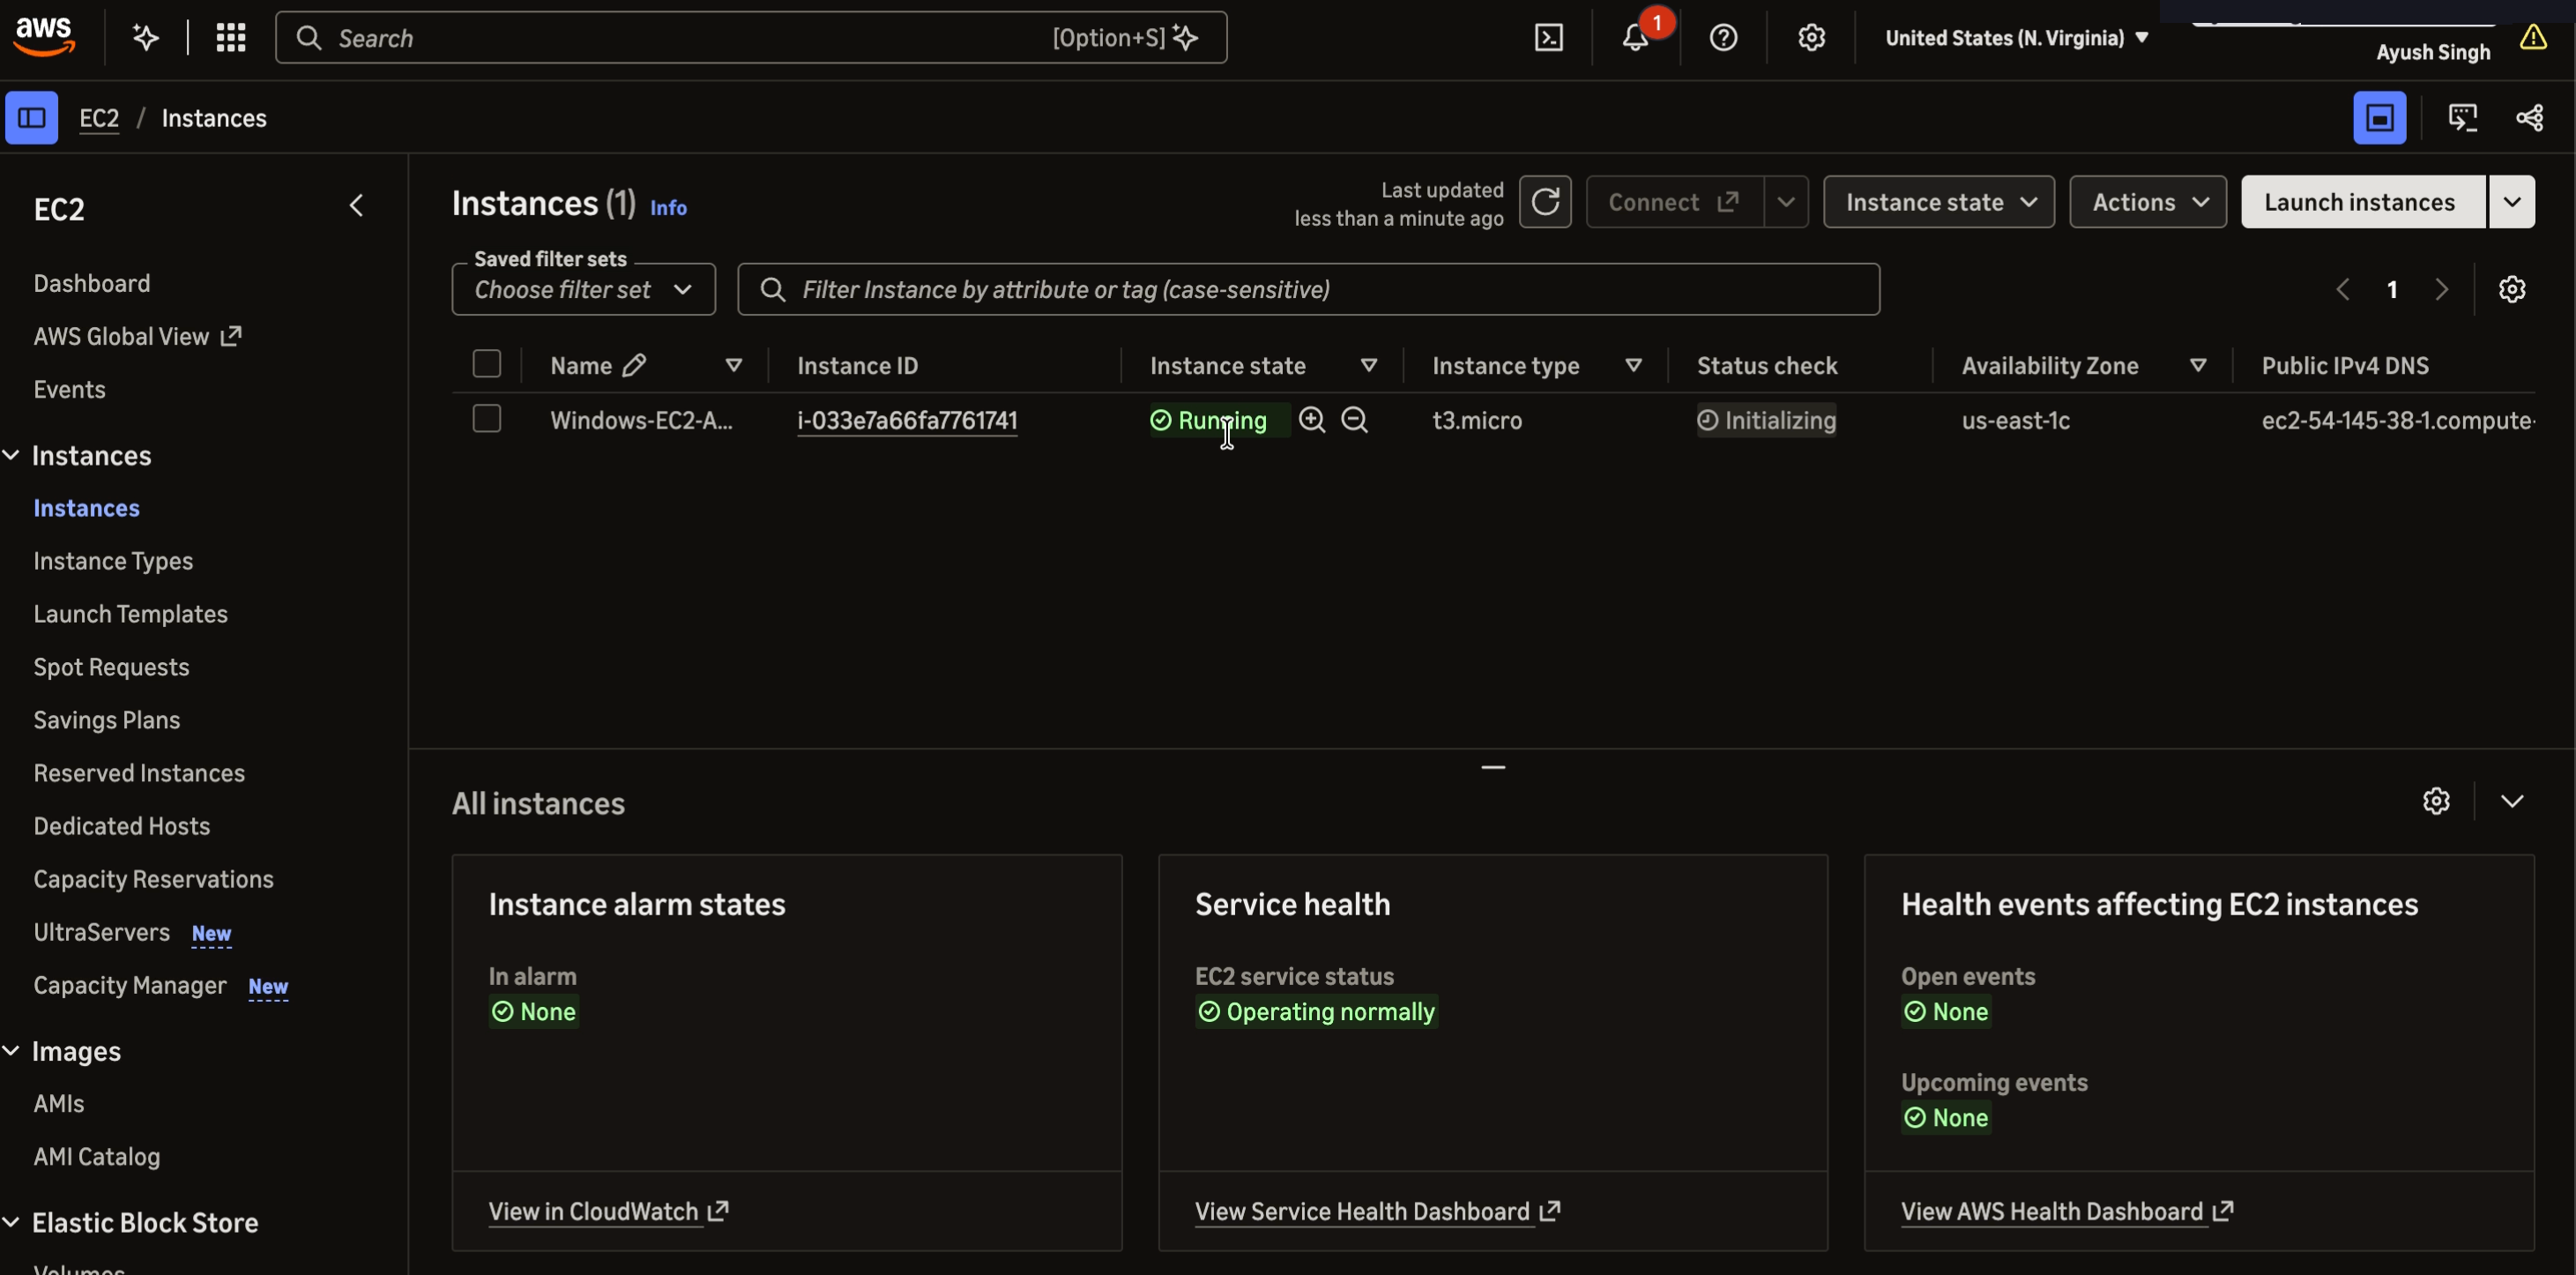 aws
Search
[Option+S]
1
United States (N. Virginia)
Ayush Singh
EC2 / Instances
EC2
Dashboard
AWS Global View
Events
Instances
Instances
Instance Types
Launch Templates
Spot Requests
Savings Plans
Reserved Instances
Dedicated Hosts
Capacity Reservations
UltraServers New
Capacity Manager New
Images
AMIs
AMI Catalog
Elastic Block Store
Volumes
Instances (1) Info
Last updated
less than a minute ago
Connect
Instance state
Actions
Launch instances
Saved filter sets
Choose filter set
Filter Instance by attribute or tag (case-sensitive)
1
Name Instance ID Instance state Instance type Status check Availability Zone Public IPv4 DNS
Windows-EC2-A... i-033e7a66fa7761741 Running t3.micro Initializing us-east-1c ec2-54-145-38-1.compute-
All instances
Instance alarm states
In alarm
None
View in CloudWatch
Service health
EC2 service status
Operating normally
View Service Health Dashboard
Health events affecting EC2 instances
Open events
None
Upcoming events
None
View AWS Health Dashboard